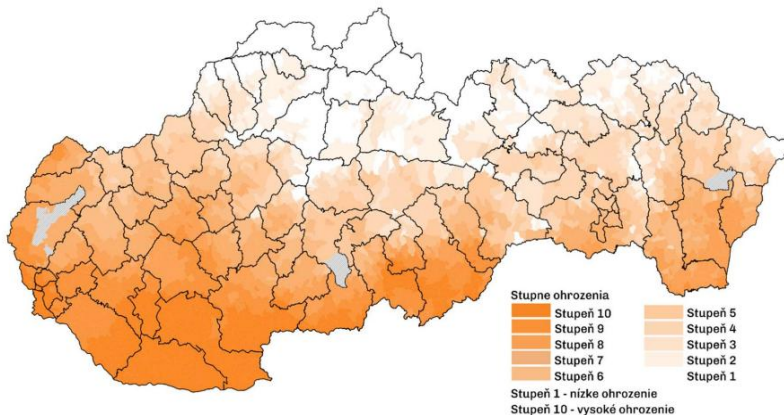 Stupne ohrozenia
Stupeň 10
Stupeň 9
Stupeň 8
Stupeň 7
Stupeň 6
Stupeň 5
Stupeň 4
Stupeň 3
Stupeň 2
Stupeň 1
Stupeň 1 - nízke ohrozenie
Stupeň 10 - vysoké ohrozenie